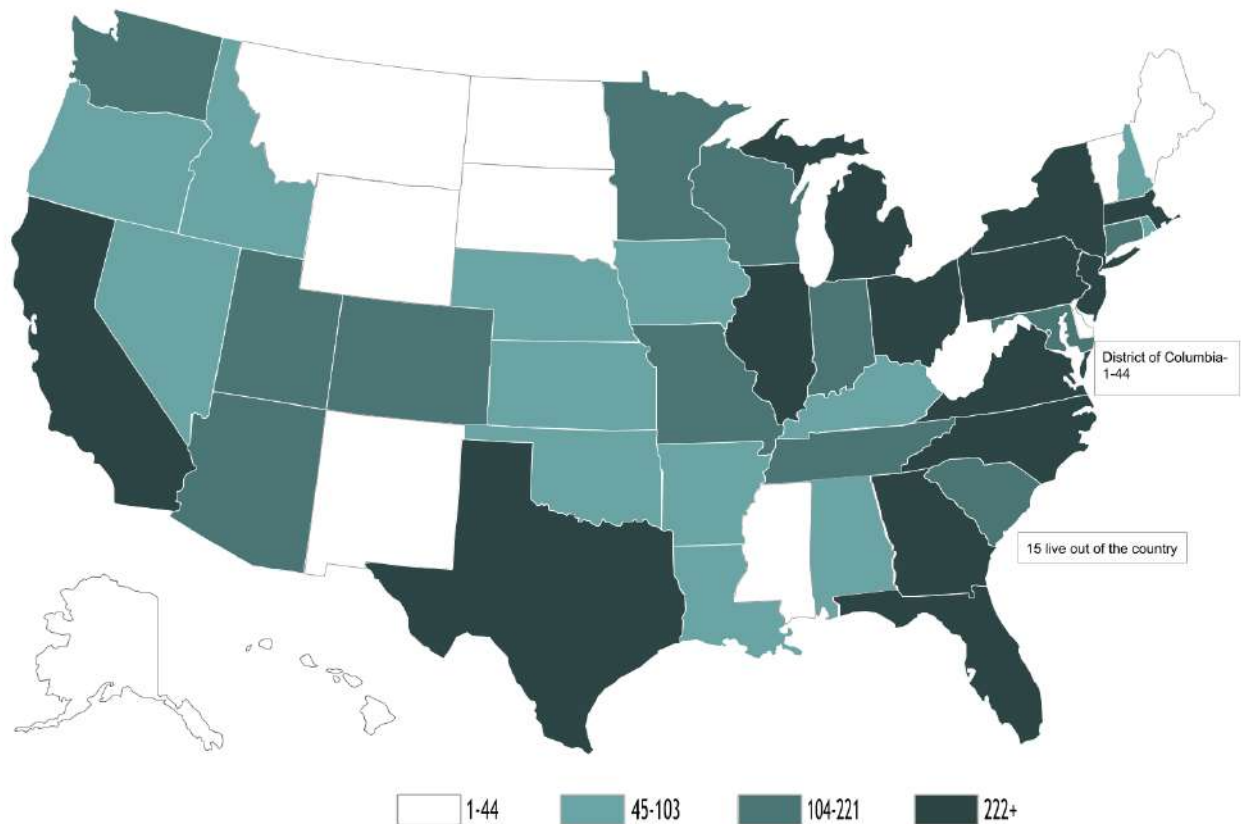 District of Columbia-
1-44
15 live out of the country
1-44
45-103
104-221
222+